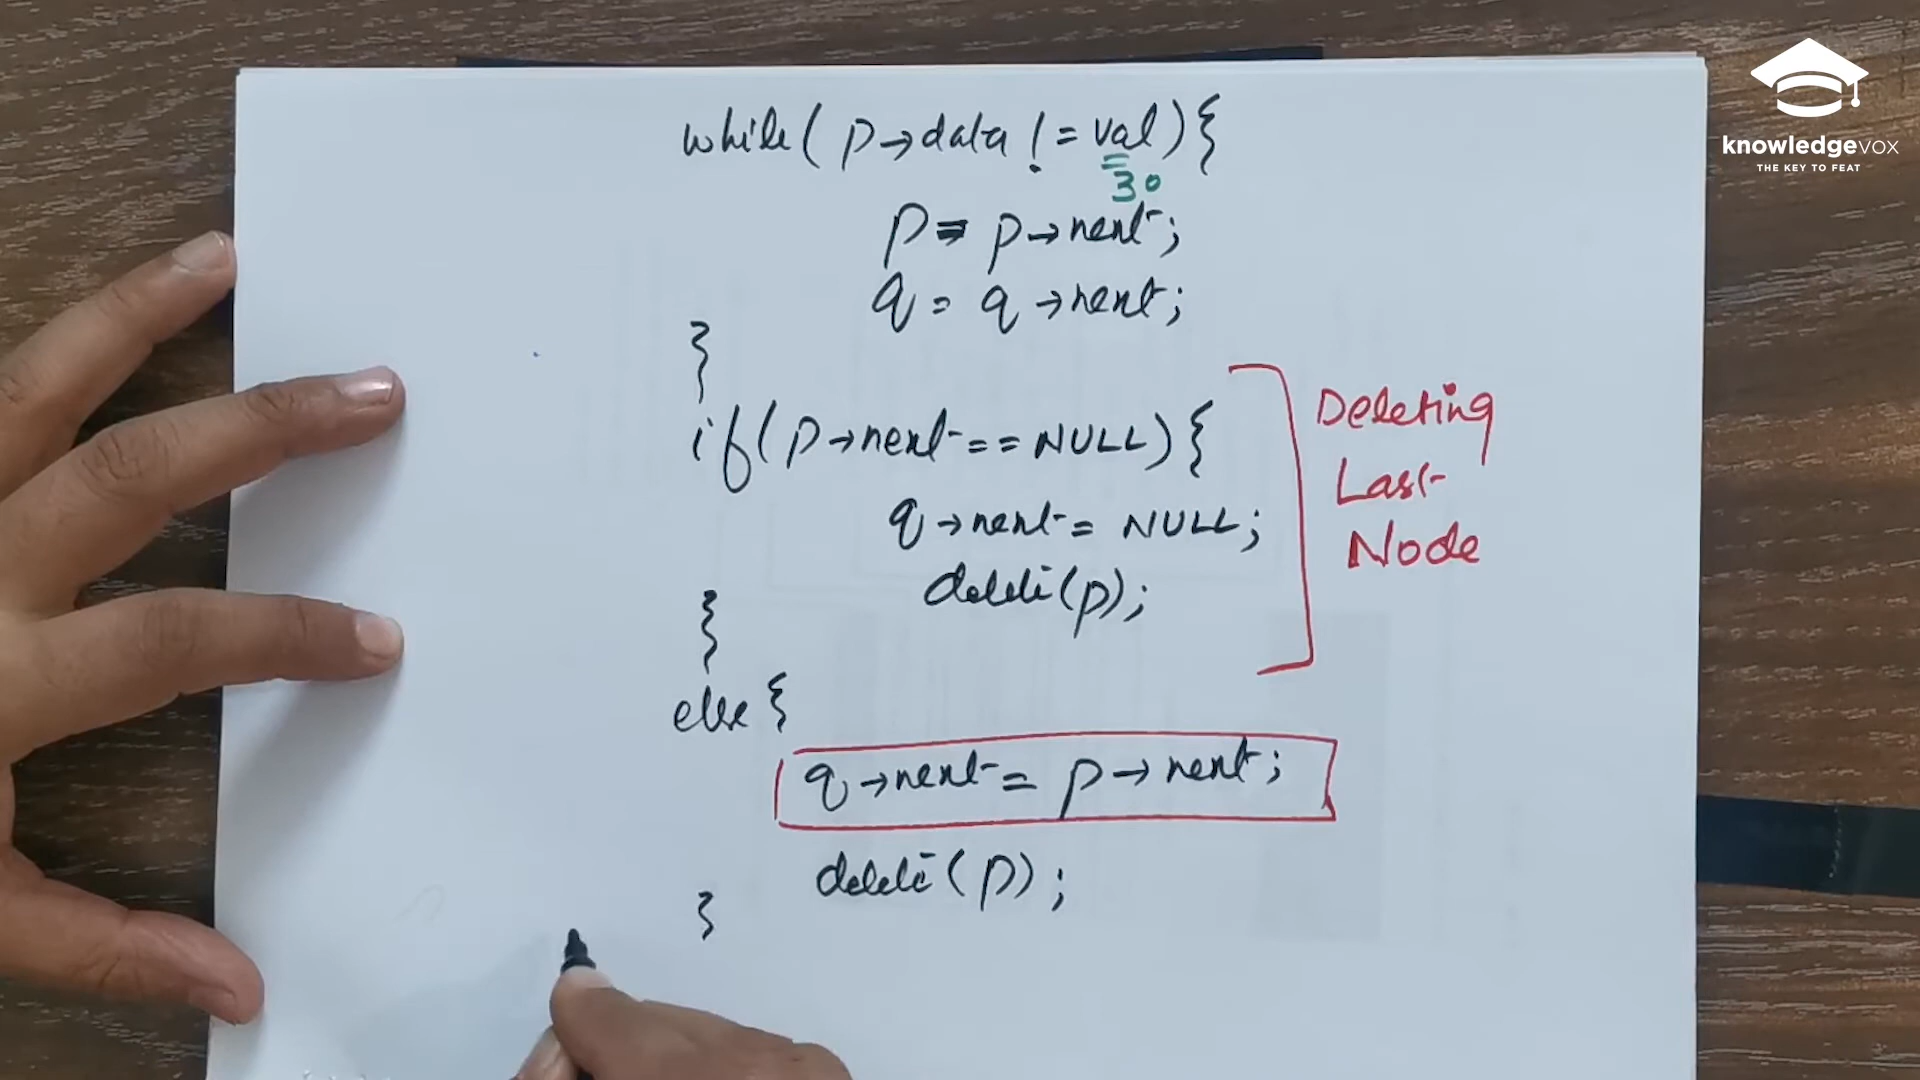 while( p→data != val){
30
p = p→next;
q = q→next;
}
if( p→next == NULL){
q→next = NULL;
delete(p);
}
else{
q→next = p→next;
delete(p);
}
Deleting
Last
Node
knowledgevox
THE KEY TO FEAT